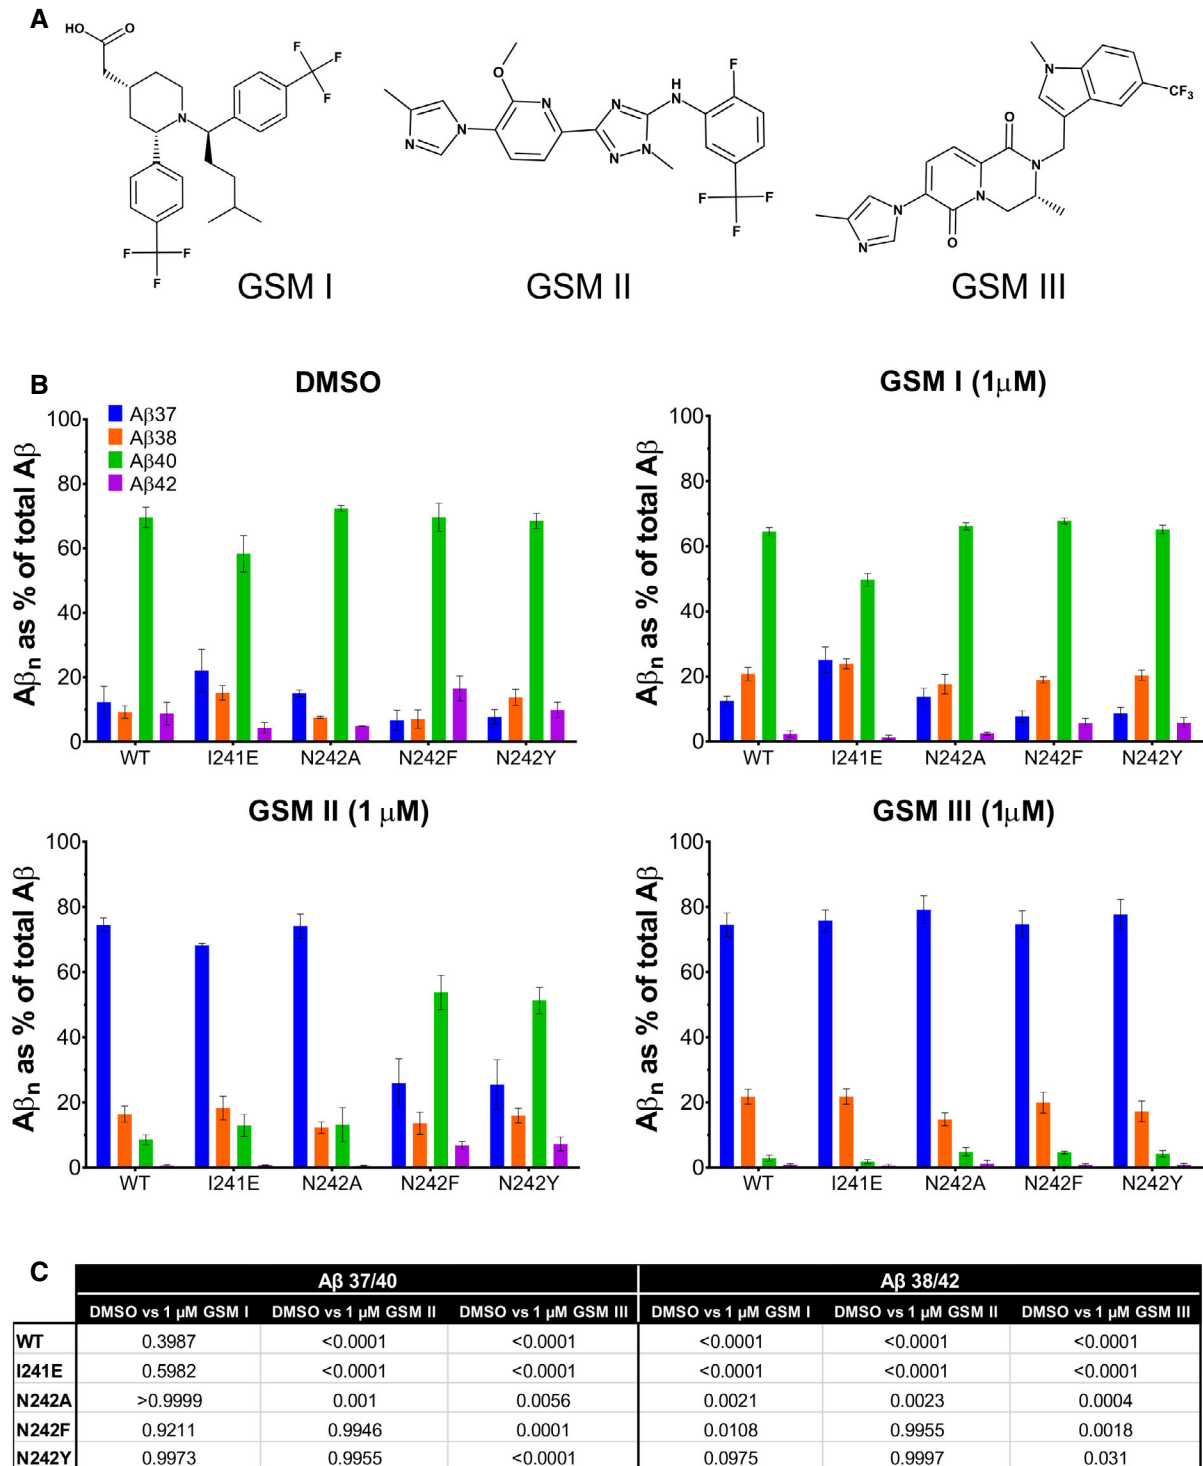 A
HO
O
F
F
F
N
F
F
F
GSM I
O
N
H
N
F
N
N
N
N
N
F
F
F
GSM II
N
CF3
O
N
N
N
N
O
GSM III
B
DMSO
Aβ37
Aβ38
Aβ40
Aβ42
Aβn as % of total Aβ
100
80
60
40
20
0
WT I241E N242A N242F N242Y
GSM I (1μM)
Aβn as % of total Aβ
100
80
60
40
20
0
WT I241E N242A N242F N242Y
GSM II (1 μM)
Aβn as % of total Aβ
100
80
60
40
20
0
WT I241E N242A N242F N242Y
GSM III (1μM)
Aβn as % of total Aβ
100
80
60
40
20
0
WT I241E N242A N242F N242Y
C
Aβ 37/40 Aβ 38/42
DMSO vs 1 µM GSM I DMSO vs 1 µM GSM II DMSO vs 1 µM GSM III DMSO vs 1 µM GSM I DMSO vs 1 µM GSM II DMSO vs 1 µM GSM III
WT 0.3987 <0.0001 <0.0001 <0.0001 <0.0001 <0.0001
I241E 0.5982 <0.0001 <0.0001 <0.0001 <0.0001 <0.0001
N242A >0.9999 0.001 0.0056 0.0021 0.0023 0.0004
N242F 0.9211 0.9946 0.0001 0.0108 0.9955 0.0018
N242Y 0.9973 0.9955 <0.0001 0.0975 0.9997 0.031